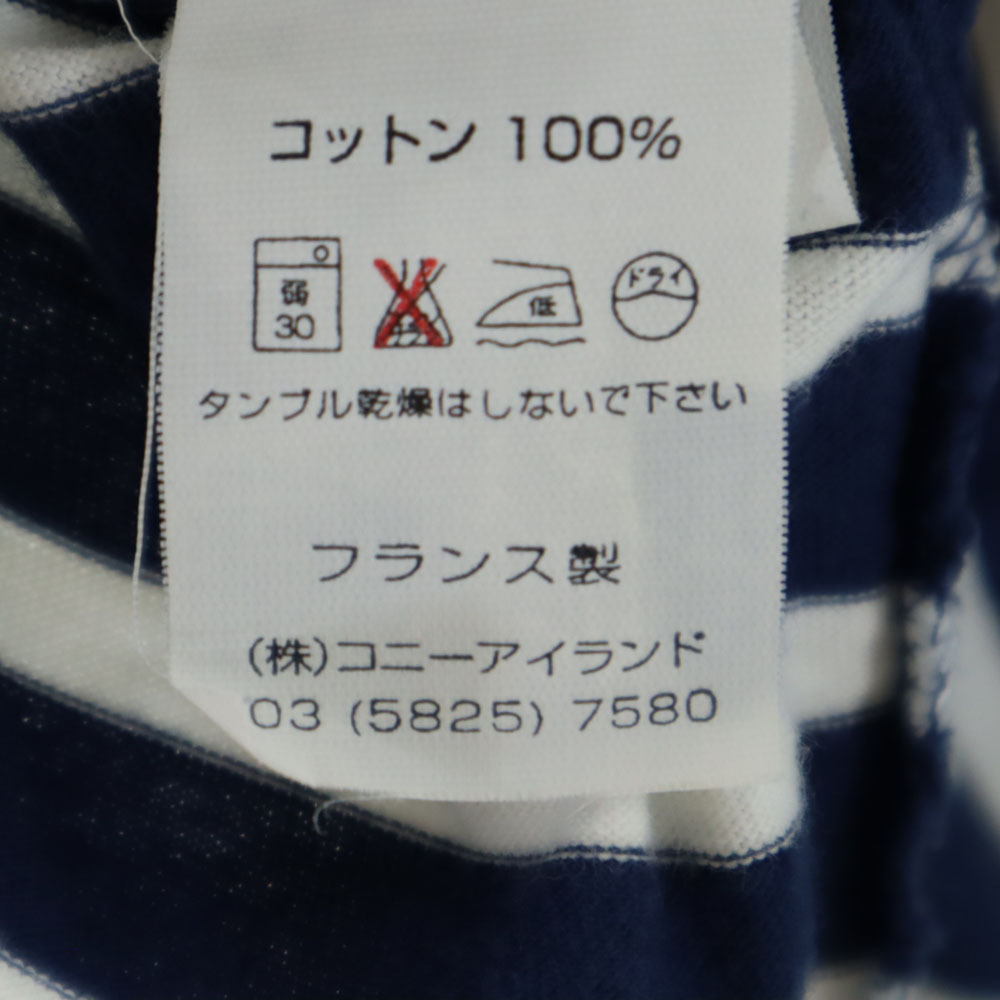 コットン 100%
弱 30 低 ドライ
タンブル乾燥はしないで下さい
フランス製
(株)コニーアイランド
03 (5825) 7580